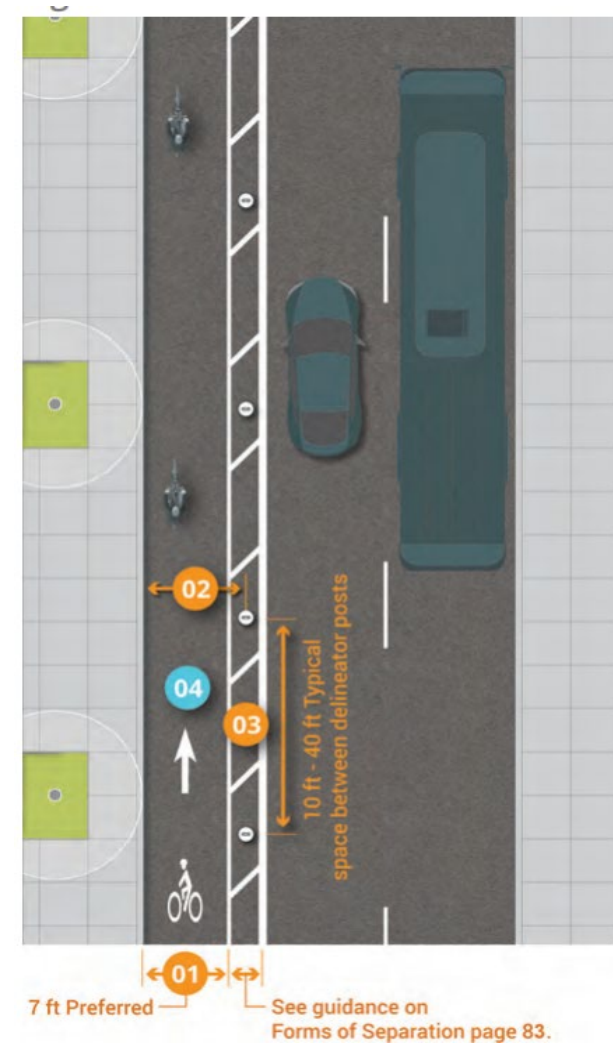 02
04
03
10 ft - 40 ft Typical
space between delineator posts
01
7 ft Preferred
See guidance on
Forms of Separation page 83.